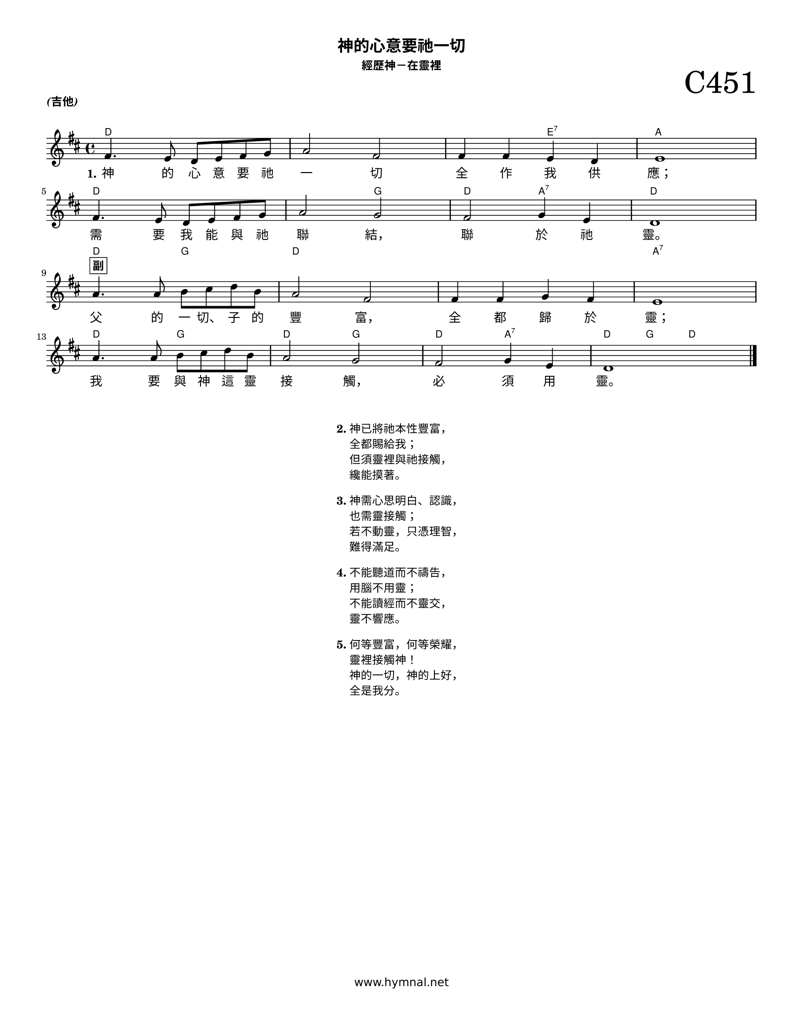 神的心意要祂一切
經歷神－在靈裡
C451
(吉他)
D E7 A
1. 神 的 心 意 要 祂 一 切 全 作 我 供 應；
5 D G D A7 D
需 要 我 能 與 祂 聯 結， 聯 於 祂 靈。
D G D A7
副
9
父 的 一 切、 子 的 豐 富， 全 都 歸 於 靈；
13 D G D G D A7 D G D
我 要 與 神 這 靈 接 觸， 必 須 用 靈。
2. 神已將祂本性豐富，
全都賜給我；
但須靈裡與祂接觸，
纔能摸著。
3. 神需心思明白、認識，
也需靈接觸；
若不動靈，只憑理智，
難得滿足。
4. 不能聽道而不禱告，
用腦不用靈；
不能讀經而不靈交，
靈不響應。
5. 何等豐富，何等榮耀，
靈裡接觸神！
神的一切，神的上好，
全是我分。
www.hymnal.net